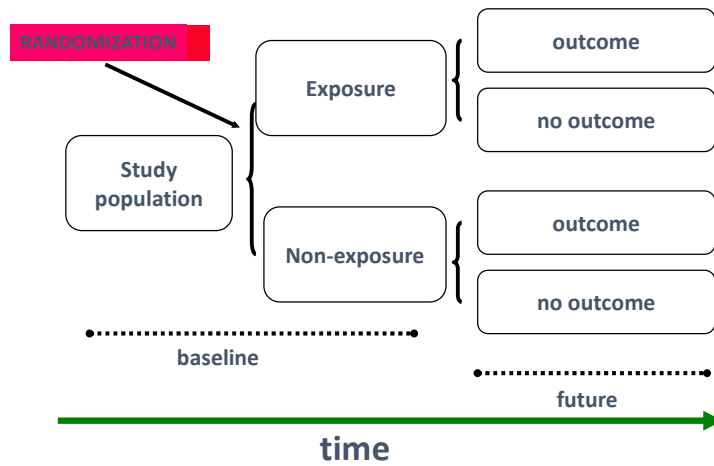 RANDOMIZATION
Exposure
outcome
no outcome
Study
population
Non-exposure
outcome
no outcome
baseline
future
time